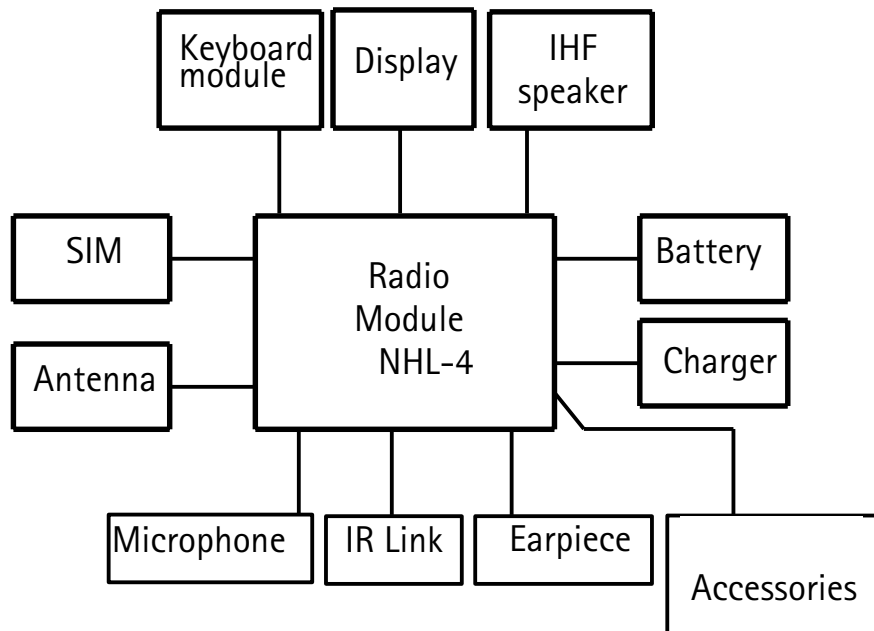 Keyboard
module
Display
IHF
speaker
SIM
Radio
Module
NHL-4
Battery
Antenna
Charger
Microphone
IR Link
Earpiece
Accessories